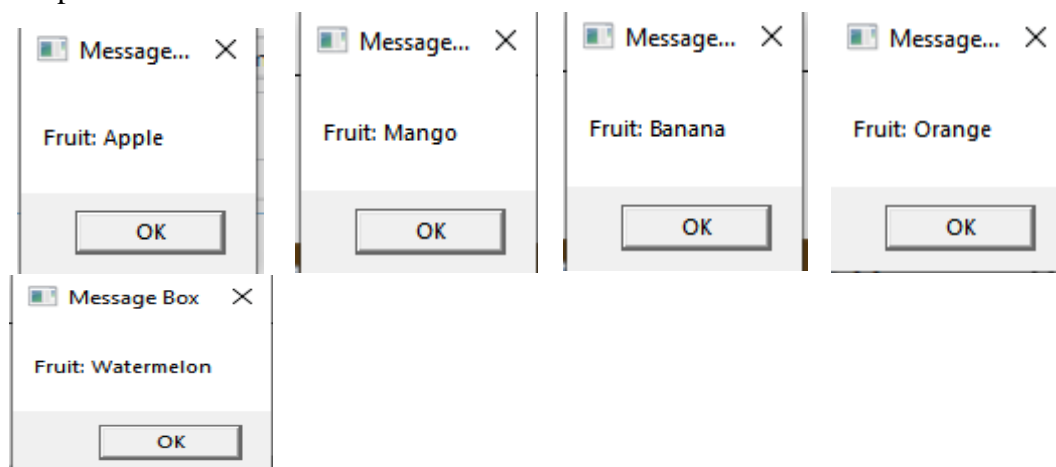 Message...
Fruit: Apple
OK
Message...
Fruit: Mango
OK
Message...
Fruit: Banana
OK
Message...
Fruit: Orange
OK
Message Box
Fruit: Watermelon
OK